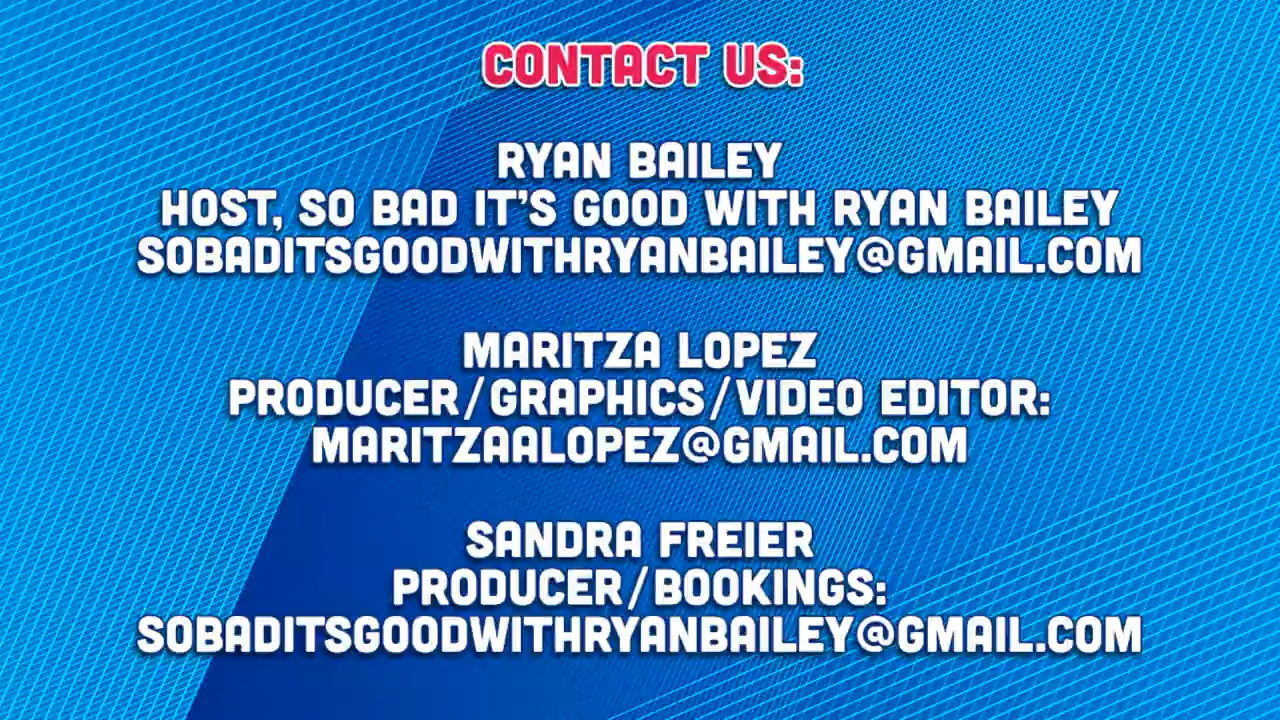 CONTACT US:
RYAN BAILEY
HOST, SO BAD IT'S GOOD WITH RYAN BAILEY
SOBADITSGOODWITHRYANBAILEY@GMAIL.COM
MARITZA LOPEZ
PRODUCER/GRAPHICS/VIDEO EDITOR:
MARITZAALOPEZ@GMAIL.COM
SANDRA FREIER
PRODUCER/BOOKINGS:
SOBADITSGOODWITHRYANBAILEY@GMAIL.COM